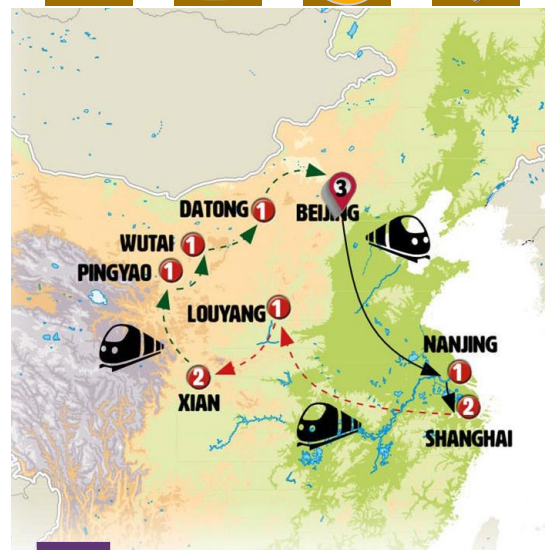 3
DATONG 1 BEIJING
WUTAI 1
PINGYAO 1
LOUYANG 1
NANJING
1
2
XIAN
2
SHANGHAI